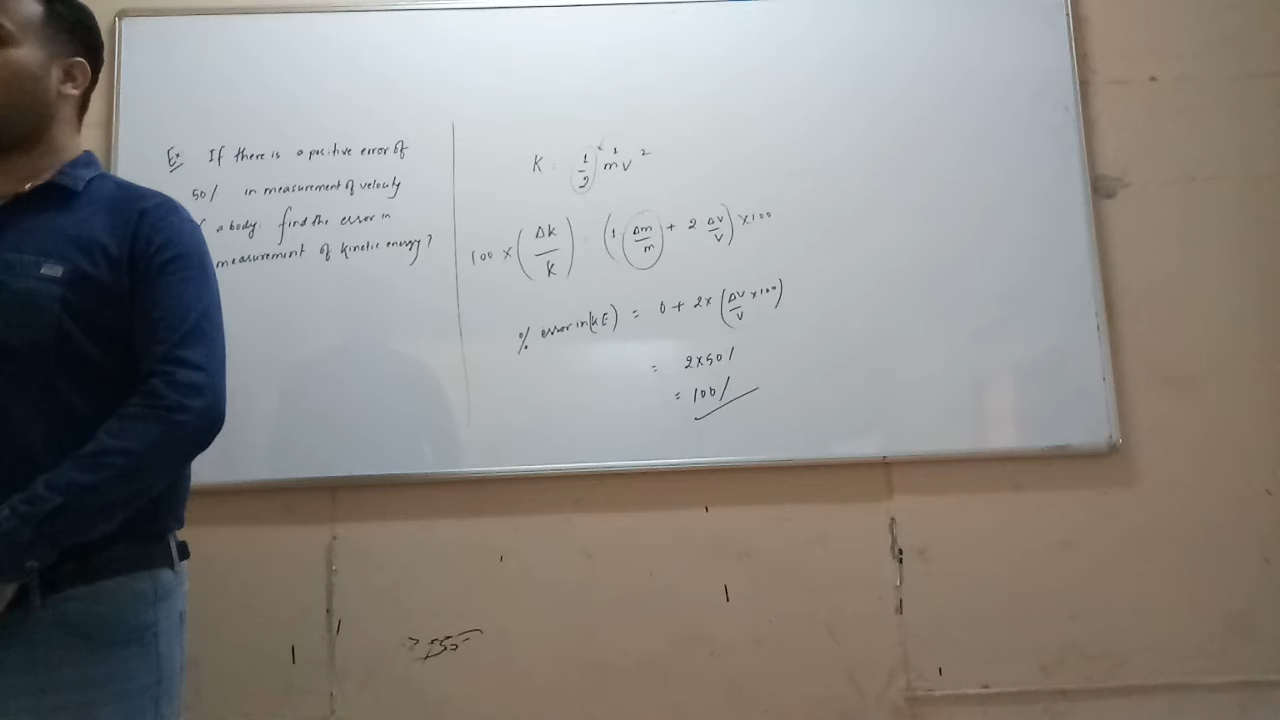 Ex If there is a positive error of
50% in measurement of velocity
a body. find the error in
measurement of kinetic energy?
K = 1/2 m¹v²
100 × (Δk/k) = (1 Δm/m + 2 Δv/v) × 100
% error in (KE) = 0 + 2× (Δv/v ×100)
= 2×50%
= 100%